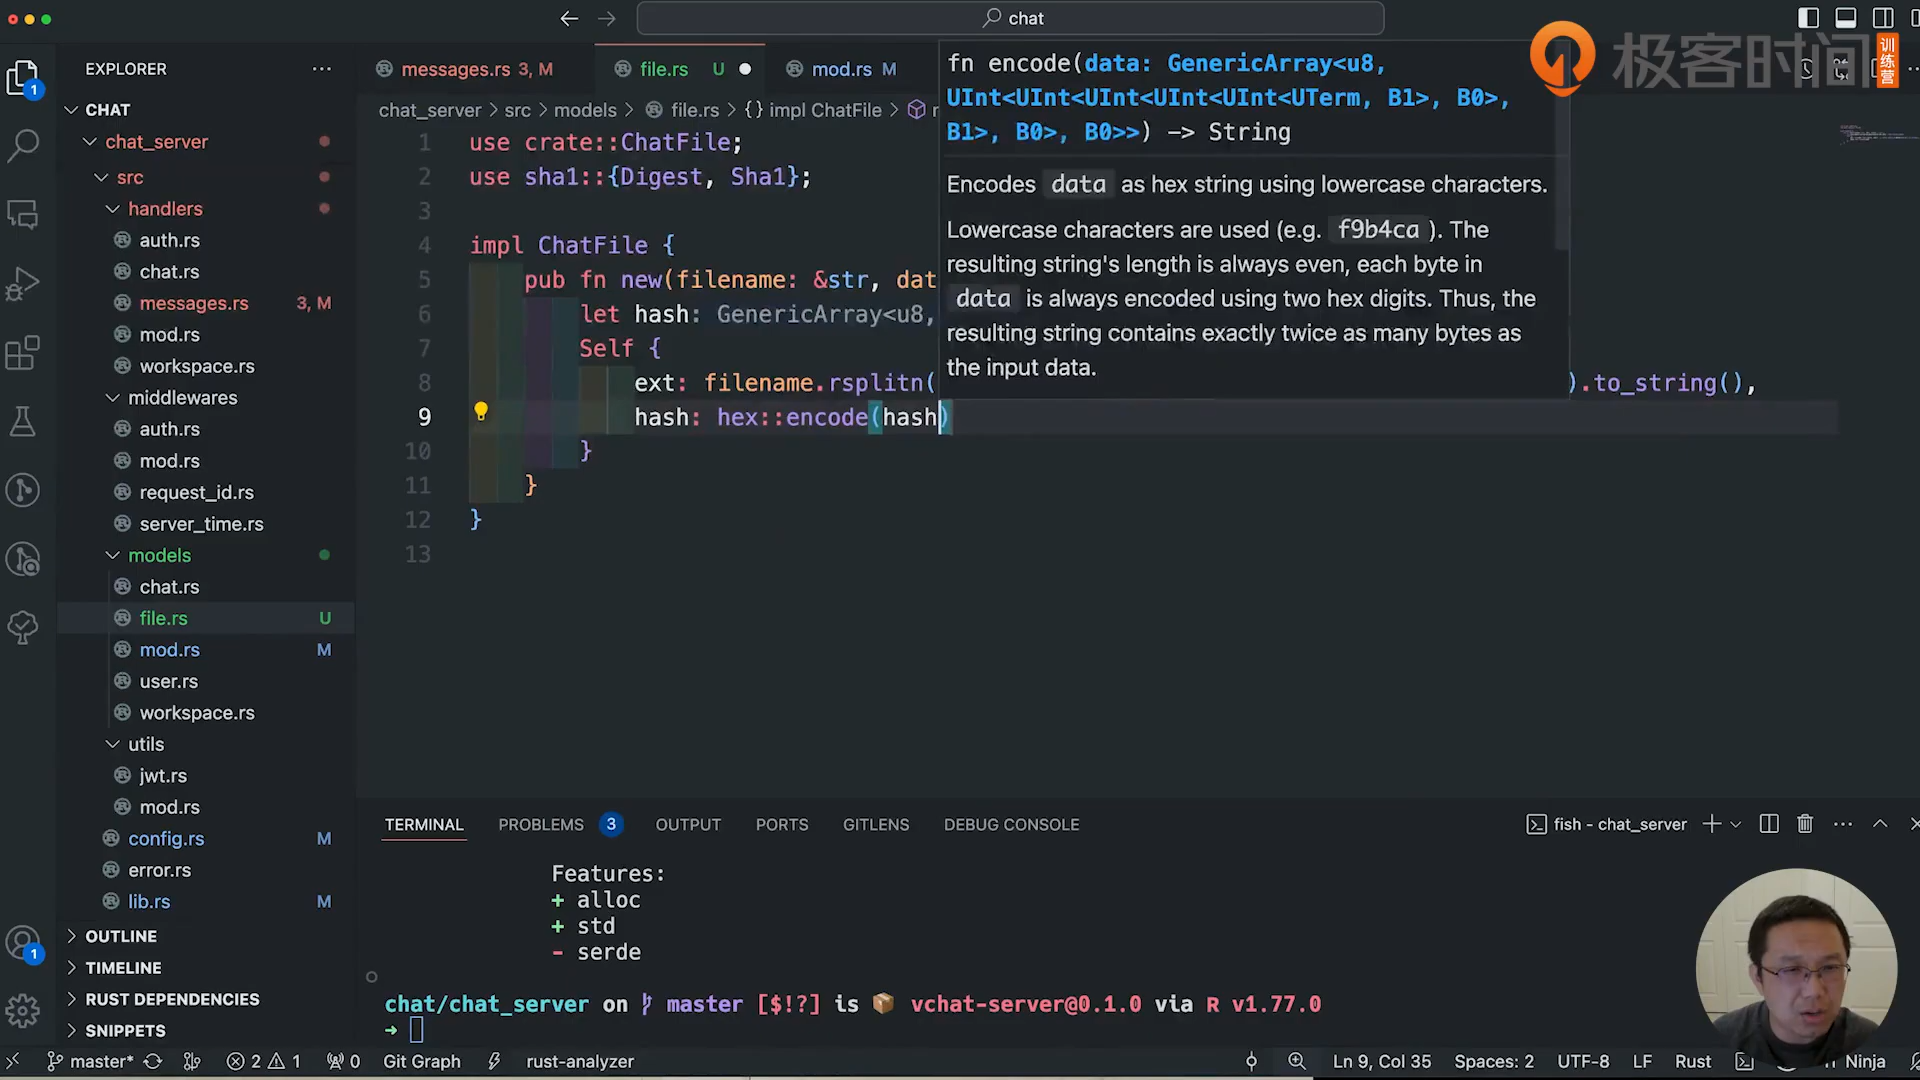 chat
极客时间
训练营
EXPLORER
CHAT
chat_server
src
handlers
auth.rs
chat.rs
messages.rs 3, M
mod.rs
workspace.rs
middlewares
auth.rs
mod.rs
request_id.rs
server_time.rs
models
chat.rs
file.rs U
mod.rs M
user.rs
workspace.rs
utils
jwt.rs
mod.rs
config.rs M
error.rs
lib.rs M
OUTLINE
TIMELINE
RUST DEPENDENCIES
SNIPPETS
1
1
messages.rs 3, M
file.rs U
mod.rs M
chat_server > src > models > file.rs > {} impl ChatFile >
1 use crate::ChatFile;
2 use sha1::{Digest, Sha1};
3
4 impl ChatFile {
5 pub fn new(filename: &str, dat
6 let hash: GenericArray<u8,
7 Self {
8 ext: filename.rsplitn( ).to_string(),
9 hash: hex::encode(hash)
10 }
11 }
12 }
13
fn encode(data: GenericArray<u8,
UInt<UInt<UInt<UInt<UInt<UTerm, B1>, B0>,
B1>, B0>, B0>>) -> String
Encodes data as hex string using lowercase characters.
Lowercase characters are used (e.g. f9b4ca ). The
resulting string's length is always even, each byte in
data is always encoded using two hex digits. Thus, the
resulting string contains exactly twice as many bytes as
the input data.
TERMINAL PROBLEMS 3 OUTPUT PORTS GITLENS DEBUG CONSOLE
fish - chat_server
Features:
+ alloc
+ std
- serde
chat/chat_server on master [$!?] is 📦 vchat-server@0.1.0 via R v1.77.0
➜
master* 2 1 0 Git Graph rust-analyzer
Ln 9, Col 35 Spaces: 2 UTF-8 LF Rust Ninja